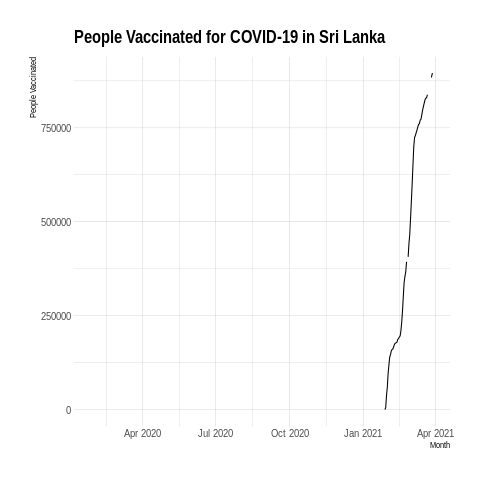 People Vaccinated for COVID-19 in Sri Lanka
People Vaccinated
750000
500000
250000
0
Apr 2020 Jul 2020 Oct 2020 Jan 2021 Apr 2021
Month